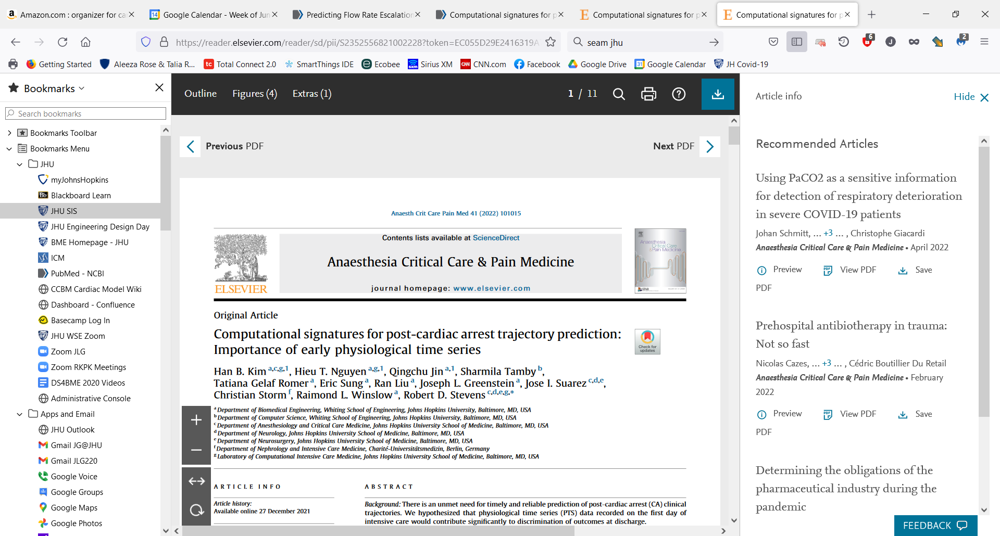 Amazon.com : organizer for ca
Google Calendar - Week of Jun
Predicting Flow Rate Escalation
Computational signatures for p
Computational signatures for p
Computational signatures for p
https://reader.elsevier.com/reader/sd/pii/S2352556821002228?token=EC055D29E2416319A
seam jhu
6
J
2
Getting Started
Aleeza Rose & Talia R...
tc Total Connect 2.0
SmartThings IDE
Ecobee
sxm Sirius XM
CNN CNN.com
Facebook
Google Drive
31 Google Calendar
JH Covid-19
Bookmarks
Search bookmarks
Bookmarks Toolbar
Bookmarks Menu
JHU
myJohnsHopkins
Bb Blackboard Learn
JHU SIS
JHU Engineering Design Day
BME Homepage - JHU
ICM
PubMed - NCBI
CCBM Cardiac Model Wiki
Dashboard - Confluence
Basecamp Log In
JHU WSE Zoom
Zoom JLG
Zoom RKPK Meetings
DS4BME 2020 Videos
Administrative Console
Apps and Email
JHU Outlook
Gmail JG@JHU
Gmail JLG220
Google Voice
Google Groups
Google Maps
Google Photos
Outline Figures (4) Extras (1)
1 / 11
Previous PDF
Next PDF
Anaesth Crit Care Pain Med 41 (2022) 101015
Contents lists available at ScienceDirect
Anaesthesia Critical Care & Pain Medicine
journal homepage: www.elsevier.com
ELSEVIER
Anaesthesia
Critical Care
& Pain Medicine
Original Article
Computational signatures for post-cardiac arrest trajectory prediction:
Importance of early physiological time series
Check for
updates
Han B. Kim a,c,g,1, Hieu T. Nguyen a,g,1, Qingchu Jin a,1, Sharmila Tamby b,
Tatiana Gelaf Romer a, Eric Sung a, Ran Liu a, Joseph L. Greenstein a, Jose I. Suarez c,d,e,
Christian Storm f, Raimond L. Winslow a, Robert D. Stevens c,d,e,g,*
a Department of Biomedical Engineering, Whiting School of Engineering, Johns Hopkins University, Baltimore, MD, USA
b Department of Computer Science, Whiting School of Engineering, Johns Hopkins University, Baltimore, MD, USA
c Department of Anesthesiology and Critical Care Medicine, Johns Hopkins University School of Medicine, Baltimore, MD, USA
d Department of Neurology, Johns Hopkins University School of Medicine, Baltimore, MD, USA
e Department of Neurosurgery, Johns Hopkins University School of Medicine, Baltimore, MD, USA
f Department of Nephrology and Intensive Care Medicine, Charité-Universitätsmedizin, Berlin, Germany
g Laboratory of Computational Intensive Care Medicine, Johns Hopkins University School of Medicine, Baltimore, MD, USA
ARTICLE INFO
Article history:
Available online 27 December 2021
ABSTRACT
Background: There is an unmet need for timely and reliable prediction of post-cardiac arrest (CA) clinical
trajectories. We hypothesized that physiological time series (PTS) data recorded on the first day of
intensive care would contribute significantly to discrimination of outcomes at discharge.
Article info
Hide
Recommended Articles
Using PaCO2 as a sensitive information
for detection of respiratory deterioration
in severe COVID-19 patients
Johan Schmitt, ... +3 ... , Christophe Giacardi
Anaesthesia Critical Care & Pain Medicine • April 2022
Preview View PDF Save
PDF
Prehospital antibiotherapy in trauma:
Not so fast
Nicolas Cazes, ... +3 ... , Cédric Boutillier Du Retail
Anaesthesia Critical Care & Pain Medicine • February
2022
Preview View PDF Save
PDF
Determining the obligations of the
pharmaceutical industry during the
pandemic
FEEDBACK